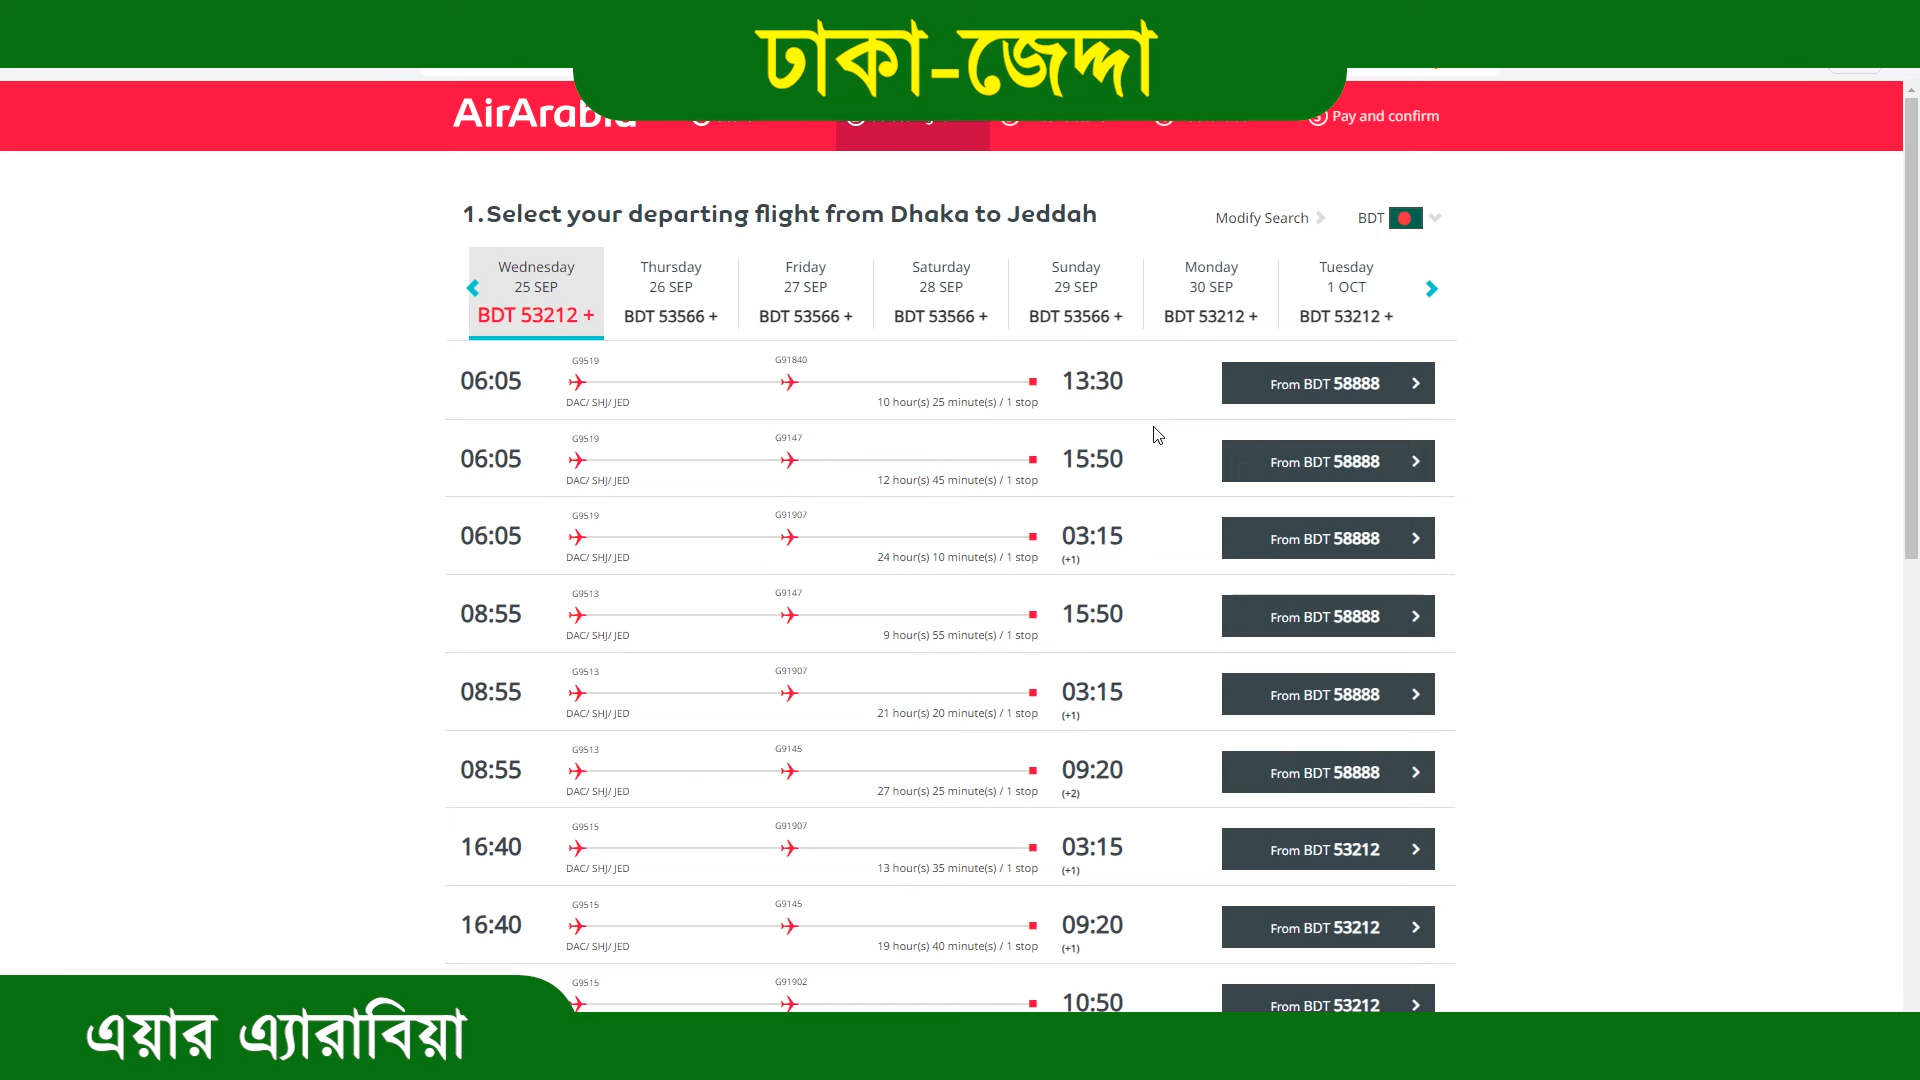 ঢাকা-জেদ্দা
AirArabia
Pay and confirm
1.Select your departing flight from Dhaka to Jeddah
Modify Search
BDT
Wednesday
25 SEP
BDT 53212 +
Thursday
26 SEP
BDT 53566 +
Friday
27 SEP
BDT 53566 +
Saturday
28 SEP
BDT 53566 +
Sunday
29 SEP
BDT 53566 +
Monday
30 SEP
BDT 53212 +
Tuesday
1 OCT
BDT 53212 +
G9519 G91840
06:05 13:30 From BDT 58888
DAC/ SHJ/ JED 10 hour(s) 25 minute(s) / 1 stop
G9519 G9147
06:05 15:50 From BDT 58888
DAC/ SHJ/ JED 12 hour(s) 45 minute(s) / 1 stop
G9519 G91907
06:05 03:15 From BDT 58888
DAC/ SHJ/ JED 24 hour(s) 10 minute(s) / 1 stop (+1)
G9513 G9147
08:55 15:50 From BDT 58888
DAC/ SHJ/ JED 9 hour(s) 55 minute(s) / 1 stop
G9513 G91907
08:55 03:15 From BDT 58888
DAC/ SHJ/ JED 21 hour(s) 20 minute(s) / 1 stop (+1)
G9513 G9145
08:55 09:20 From BDT 58888
DAC/ SHJ/ JED 27 hour(s) 25 minute(s) / 1 stop (+2)
G9515 G91907
16:40 03:15 From BDT 53212
DAC/ SHJ/ JED 13 hour(s) 35 minute(s) / 1 stop (+1)
G9515 G9145
16:40 09:20 From BDT 53212
DAC/ SHJ/ JED 19 hour(s) 40 minute(s) / 1 stop (+1)
G9515 G91902
10:50 From BDT 53212
এয়ার এ্যারাবিয়া